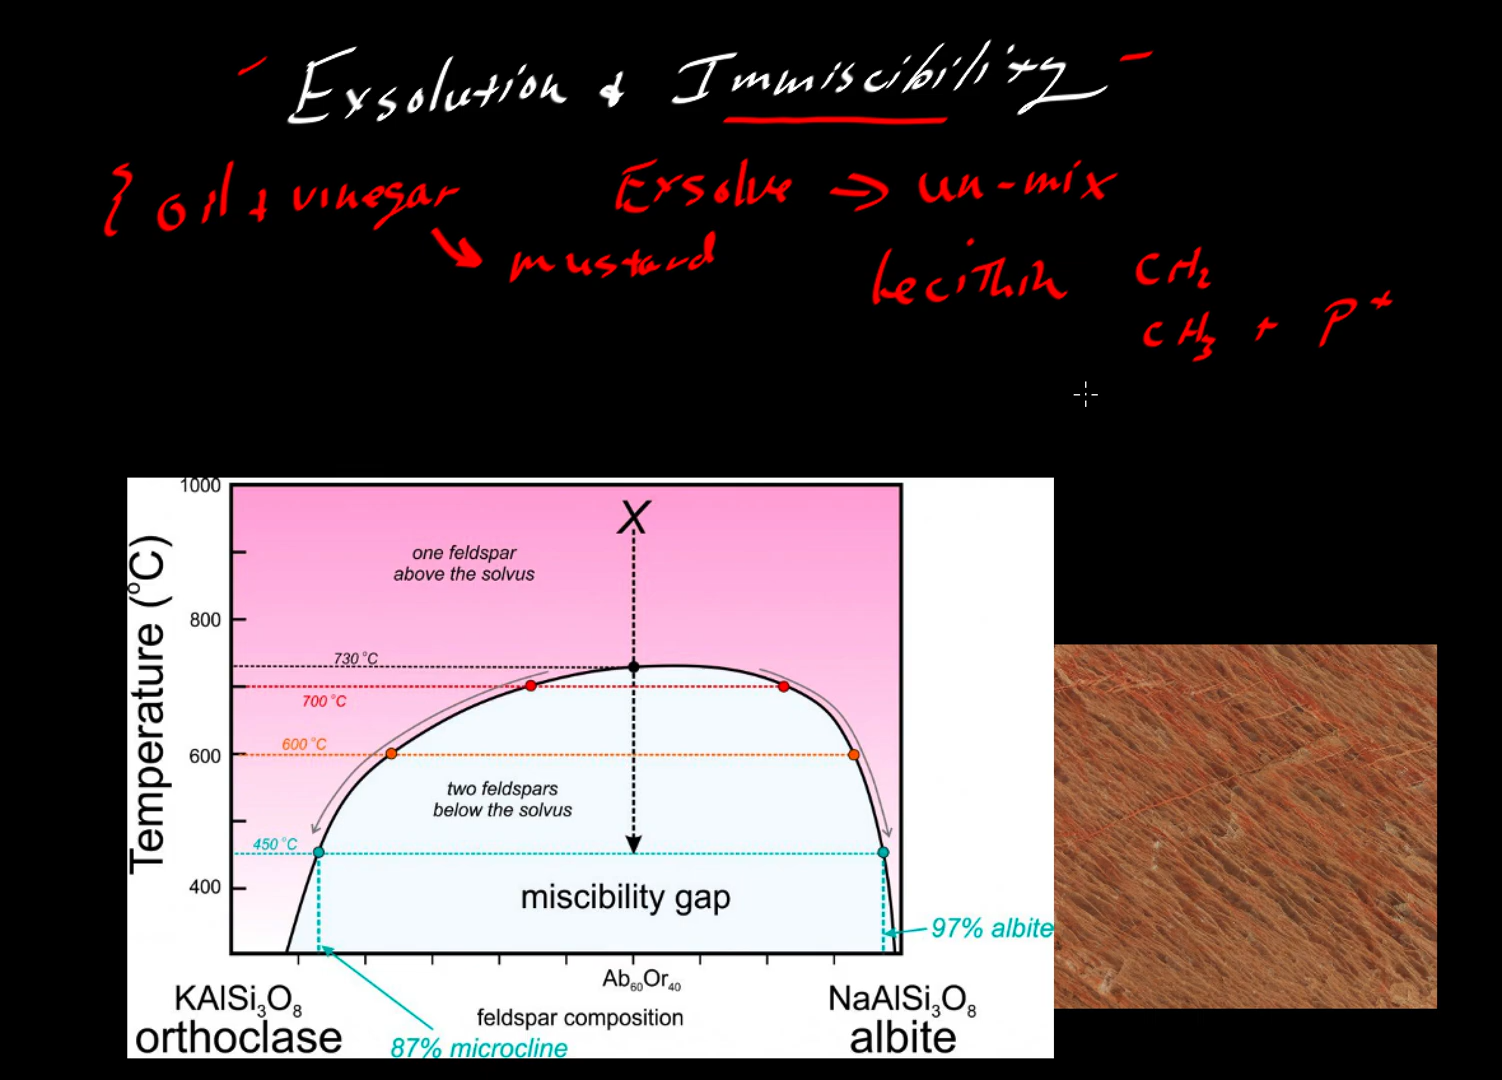 Exsolution & Immiscibility
oil + vinegar
Exsolve → un-mix
mustard
Lecithin
CH₂
CH₃ + P⁺
Temperature (°C)
1000
800
600
400
X
one feldspar
above the solvus
730 °C
700 °C
600 °C
two feldspars
below the solvus
450 °C
miscibility gap
97% albite
Ab₆₀Or₄₀
feldspar composition
KAlSi₃O₈
orthoclase
87% microcline
NaAlSi₃O₈
albite